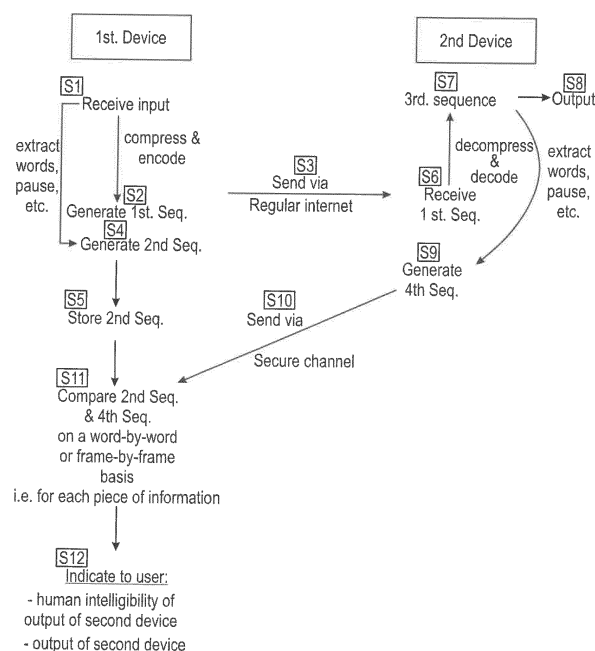 1st. Device
2nd Device
S1
Receive input
extract
words,
pause,
etc.
compress &
encode
S2
Generate 1st. Seq.
S4
Generate 2nd Seq.
S3
Send via
Regular internet
S7
3rd. sequence
S8
Output
decompress
&
decode
S6
Receive
1 st. Seq.
extract
words,
pause,
etc.
S9
Generate
4th Seq.
S5
Store 2nd Seq.
S10
Send via
Secure channel
S11
Compare 2nd Seq.
& 4th Seq.
on a word-by-word
or frame-by-frame
basis
i.e. for each piece of information
S12
Indicate to user:
- human intelligibility of
output of second device
- output of second device